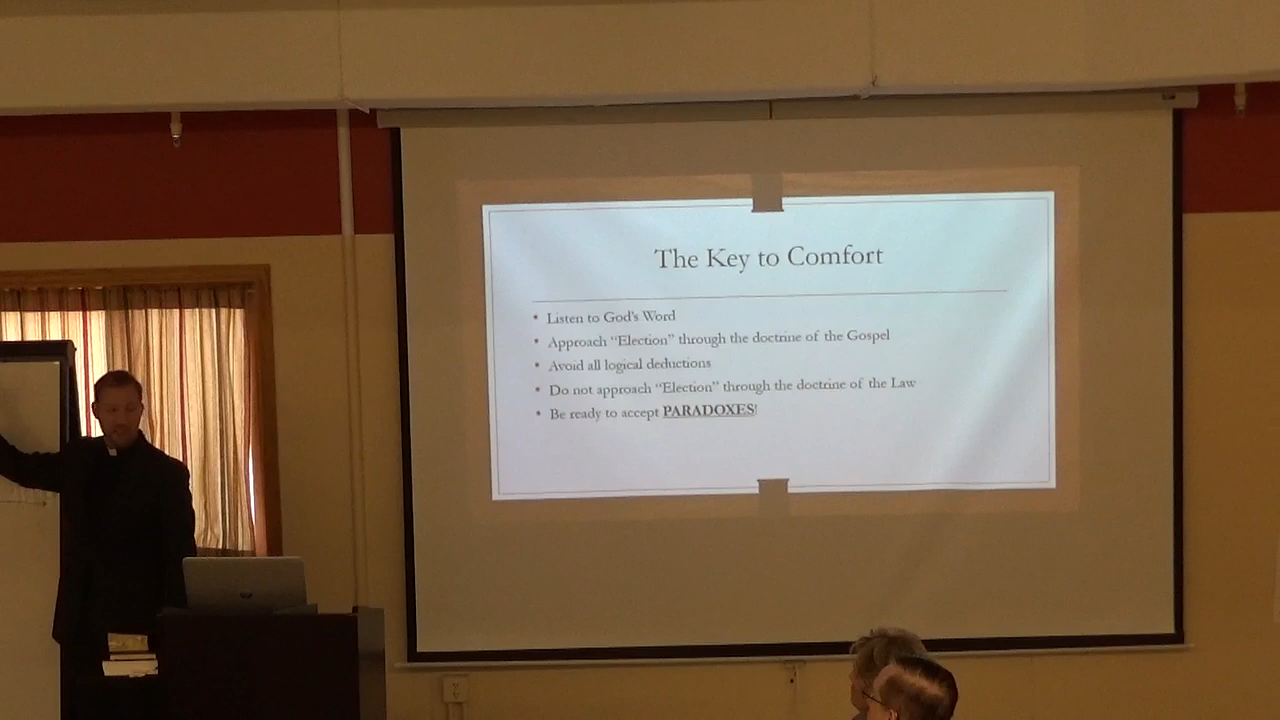 The Key to Comfort
• Listen to God's Word
• Approach "Election" through the doctrine of the Gospel
• Avoid all logical deductions
• Do not approach "Election" through the doctrine of the Law
• Be ready to accept PARADOXES!